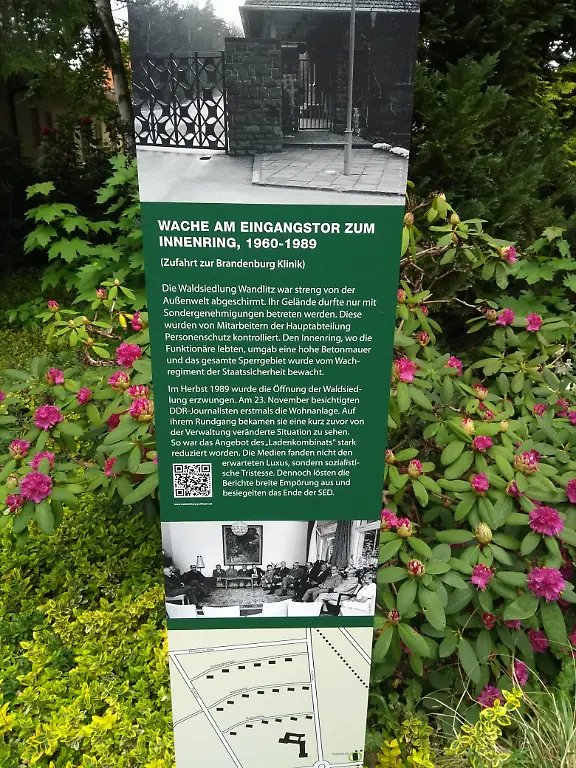 WACHE AM EINGANGSTOR ZUM
INNENRING, 1960-1989
(Zufahrt zur Brandenburg Klinik)
Die Waldsiedlung Wandlitz war streng von der
Außenwelt abgeschirmt. Ihr Gelände durfte nur mit
Sondergenehmigungen betreten werden. Diese
wurden von Mitarbeitern der Hauptabteilung
Personenschutz kontrolliert. Den Innenring, wo die
Funktionäre lebten, umgab eine hohe Betonmauer
und das gesamte Sperrgebiet wurde vom Wach-
regiment der Staatssicherheit bewacht.
Im Herbst 1989 wurde die Öffnung der Waldsied-
lung erzwungen. Am 23. November besichtigten
DDR-Journalisten erstmals die Wohnanlage. Auf
ihrem Rundgang bekamen sie eine kurz zuvor von
der Verwaltung veränderte Situation zu sehen.
So war das Angebot des „Ladenkombinats“ stark
reduziert worden. Die Medien fanden nicht den
erwarteten Luxus, sondern sozialisti-
sche Tristesse. Dennoch lösten die
Berichte breite Empörung aus und
besiegelten das Ende der SED.